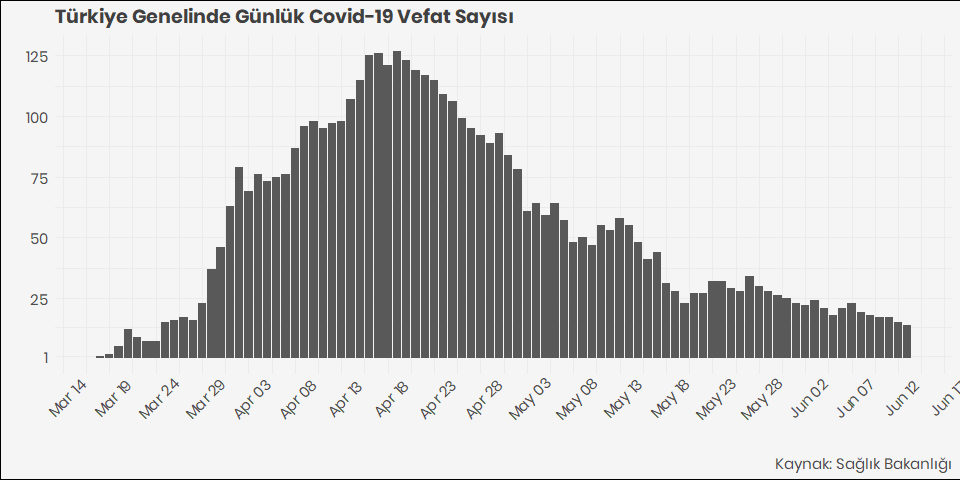 Türkiye Genelinde Günlük Covid-19 Vefat Sayısı
125
100
75
50
25
1
Mar 14
Mar 19
Mar 24
Mar 29
Apr 03
Apr 08
Apr 13
Apr 18
Apr 23
Apr 28
May 03
May 08
May 13
May 18
May 23
May 28
Jun 02
Jun 07
Jun 12
Jun 17
Kaynak: Sağlık Bakanlığı